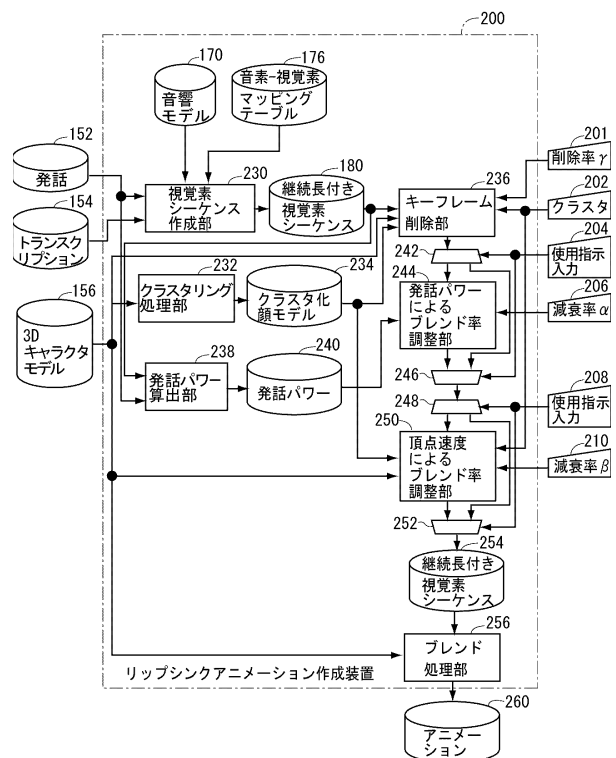 200
170
176
音響
モデル
音素-視覚素
マッピング
テーブル
152
発話
154
トランスク
リプション
156
3D
キャラクタ
モデル
230
視覚素
シーケンス
作成部
180
継続長付き
視覚素
シーケンス
236
キーフレーム
削除部
201
削除率γ
202
クラスタ
204
使用指示
入力
206
減衰率α
208
使用指示
入力
210
減衰率β
232
クラスタリング
処理部
234
クラスタ化
顔モデル
238
発話パワー
算出部
240
発話パワー
242
244
発話パワー
による
ブレンド率
調整部
246
248
250
頂点速度
による
ブレンド率
調整部
252
254
継続長付き
視覚素
シーケンス
256
ブレンド
処理部
リップシンクアニメーション作成装置
260
アニメー
ション